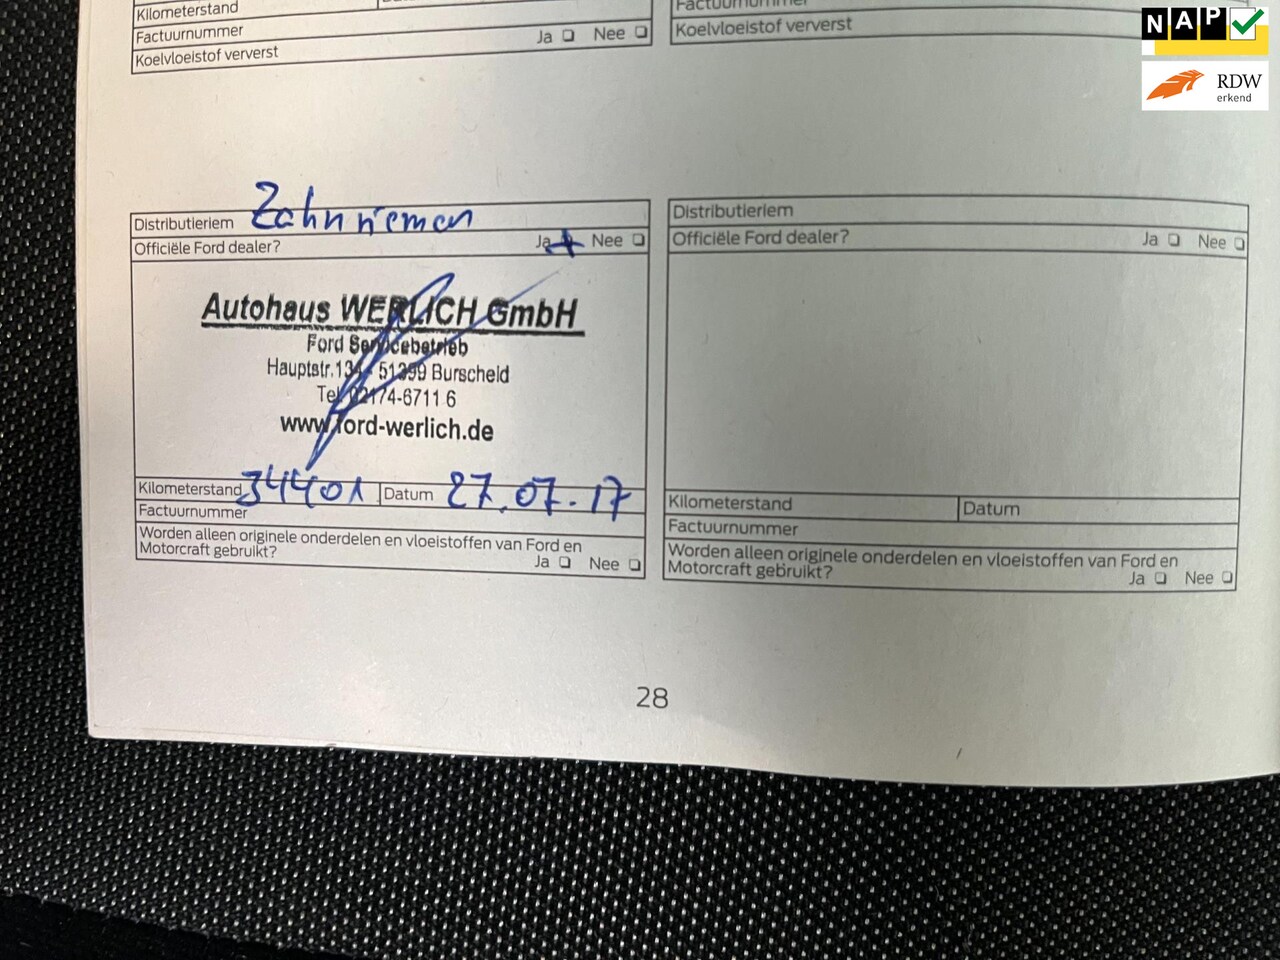 Kilometerstand
Factuurnummer
Ja Nee
Koelvloeistof ververst
Factuurnummer
Koelvloeistof ververst
NAP
RDW
erkend
Distributieriem Zahnriemen
Officiële Ford dealer? Ja Nee
Autohaus WERLICH GmbH
Ford Servicebetrieb
Hauptstr.134 - 51399 Burscheid
Tel. 02174-6711 6
www.ford-werlich.de
Kilometerstand 34401 Datum 27.07.17
Factuurnummer
Worden alleen originele onderdelen en vloeistoffen van Ford en
Motorcraft gebruikt?
Ja Nee
Distributieriem
Officiële Ford dealer? Ja Nee
Kilometerstand Datum
Factuurnummer
Worden alleen originele onderdelen en vloeistoffen van Ford en
Motorcraft gebruikt?
Ja Nee
28